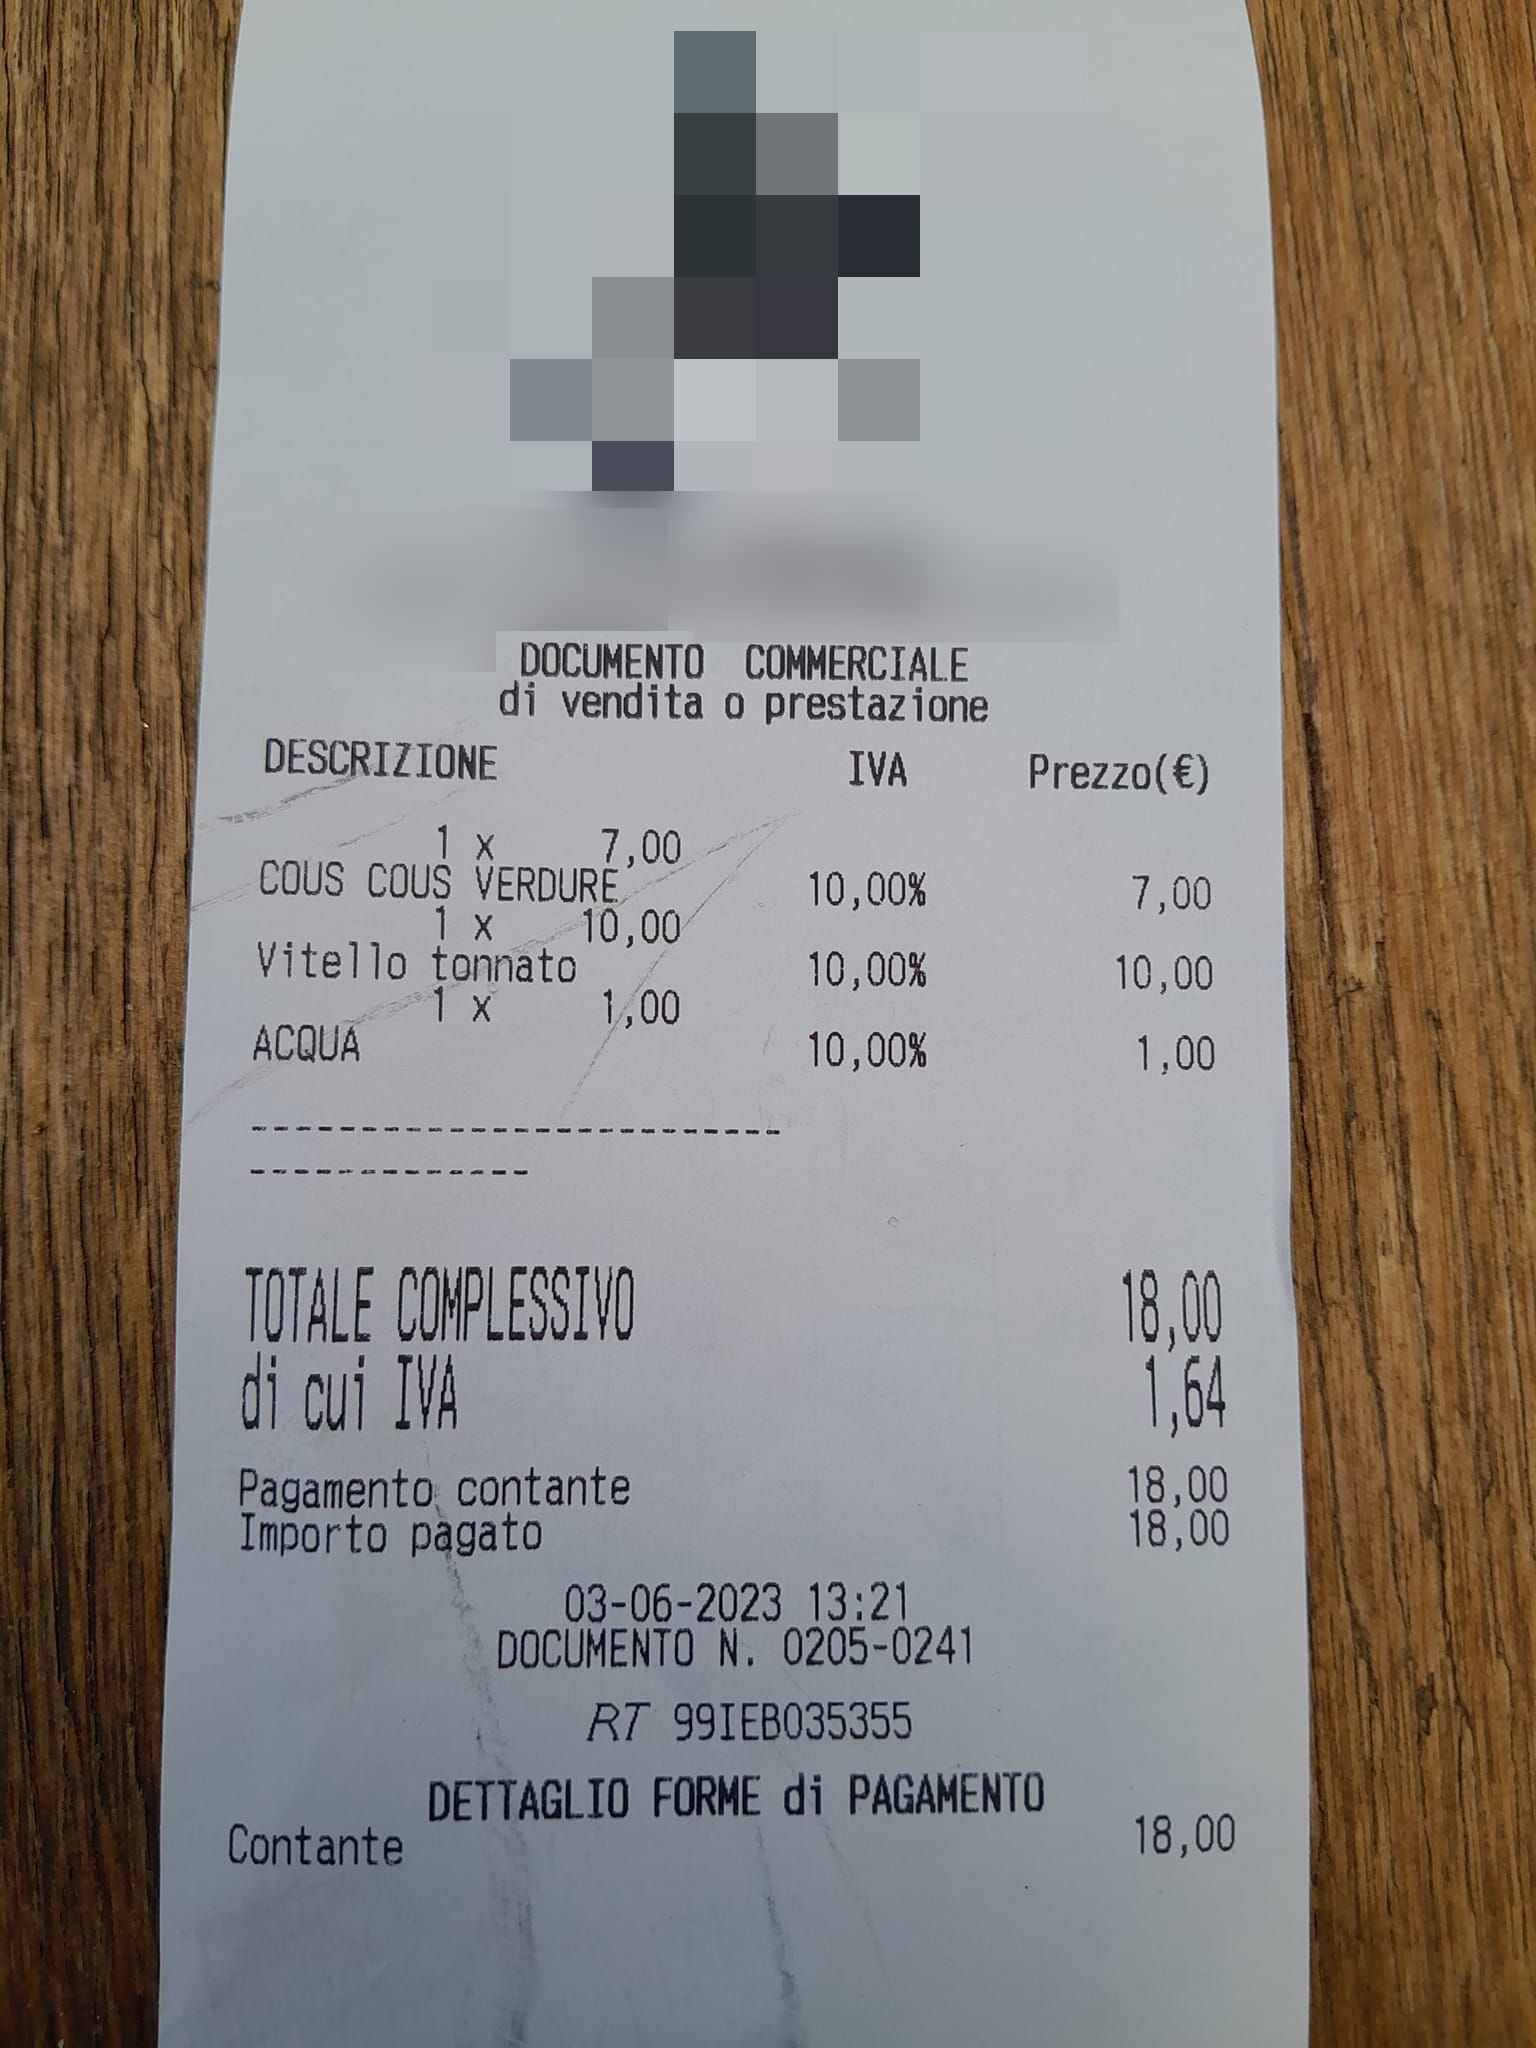 DOCUMENTO COMMERCIALE
di vendita o prestazione
DESCRIZIONE IVA Prezzo(€)
1 x 7,00
COUS COUS VERDURE 10,00% 7,00
1 x 10,00
Vitello tonnato 10,00% 10,00
1 x 1,00
ACQUA 10,00% 1,00
-------------------------
-------------
TOTALE COMPLESSIVO 18,00
di cui IVA 1,64
Pagamento contante 18,00
Importo pagato 18,00
03-06-2023 13:21
DOCUMENTO N. 0205-0241
RT 99IEB035355
DETTAGLIO FORME di PAGAMENTO
Contante 18,00